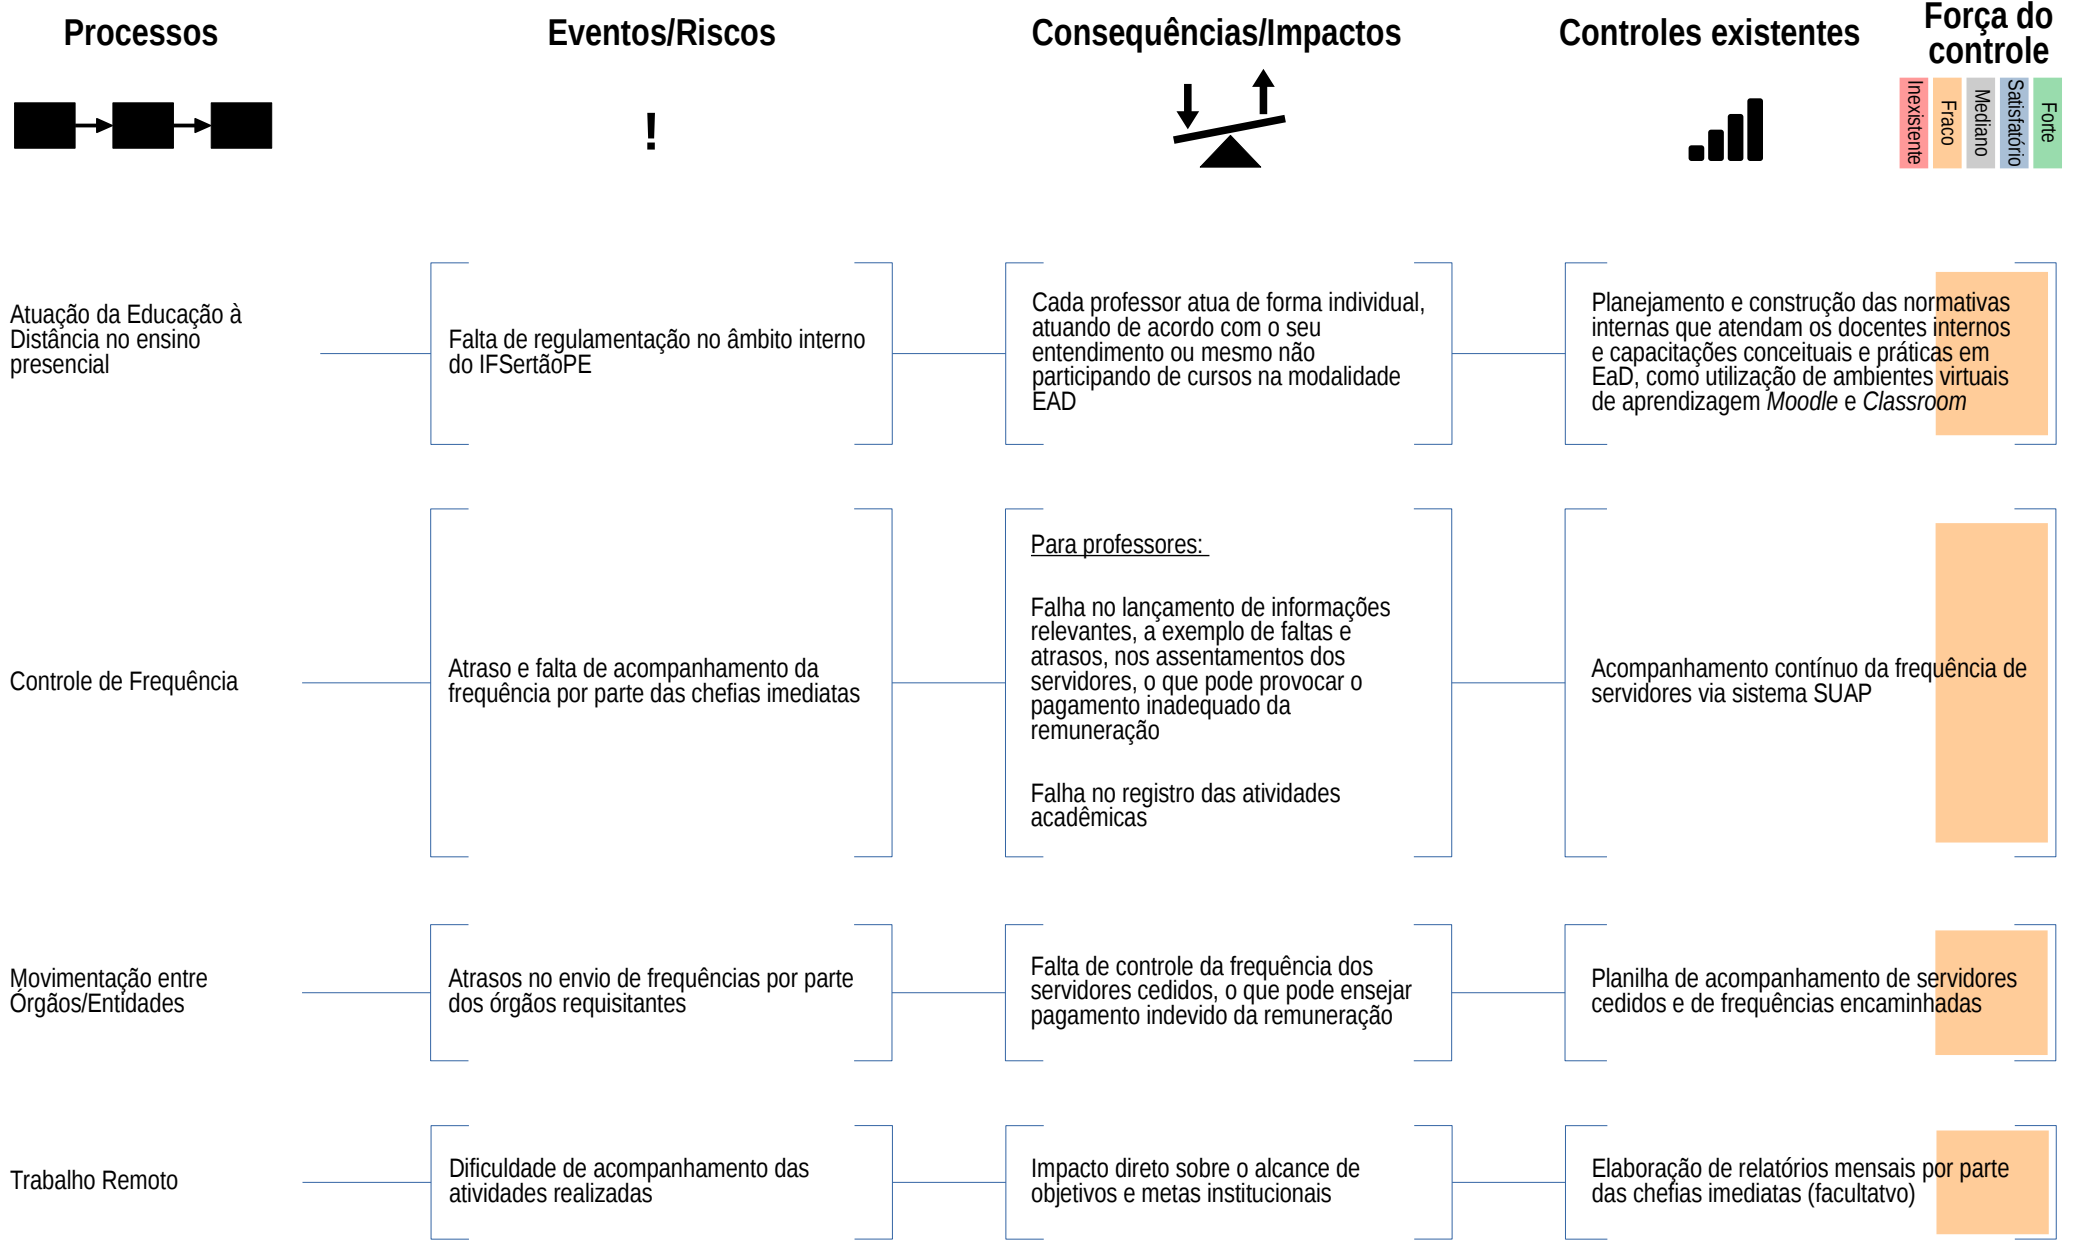 Processos
Eventos/Riscos
Consequências/Impactos
Controles existentes
Força do
controle
!
Inexistente
Fraco
Mediano
Satisfatório
Forte
Atuação da Educação à
Distância no ensino
presencial
Falta de regulamentação no âmbito interno
do IFSertãoPE
Cada professor atua de forma individual,
atuando de acordo com o seu
entendimento ou mesmo não
participando de cursos na modalidade
EAD
Planejamento e construção das normativas
internas que atendam os docentes internos
e capacitações conceituais e práticas em
EaD, como utilização de ambientes virtuais
de aprendizagem Moodle e Classroom
Controle de Frequência
Atraso e falta de acompanhamento da
frequência por parte das chefias imediatas
Para professores:
Falha no lançamento de informações
relevantes, a exemplo de faltas e
atrasos, nos assentamentos dos
servidores, o que pode provocar o
pagamento inadequado da
remuneração
Falha no registro das atividades
acadêmicas
Acompanhamento contínuo da frequência de
servidores via sistema SUAP
Movimentação entre
Órgãos/Entidades
Atrasos no envio de frequências por parte
dos órgãos requisitantes
Falta de controle da frequência dos
servidores cedidos, o que pode ensejar
pagamento indevido da remuneração
Planilha de acompanhamento de servidores
cedidos e de frequências encaminhadas
Trabalho Remoto
Dificuldade de acompanhamento das
atividades realizadas
Impacto direto sobre o alcance de
objetivos e metas institucionais
Elaboração de relatórios mensais por parte
das chefias imediatas (facultatvo)